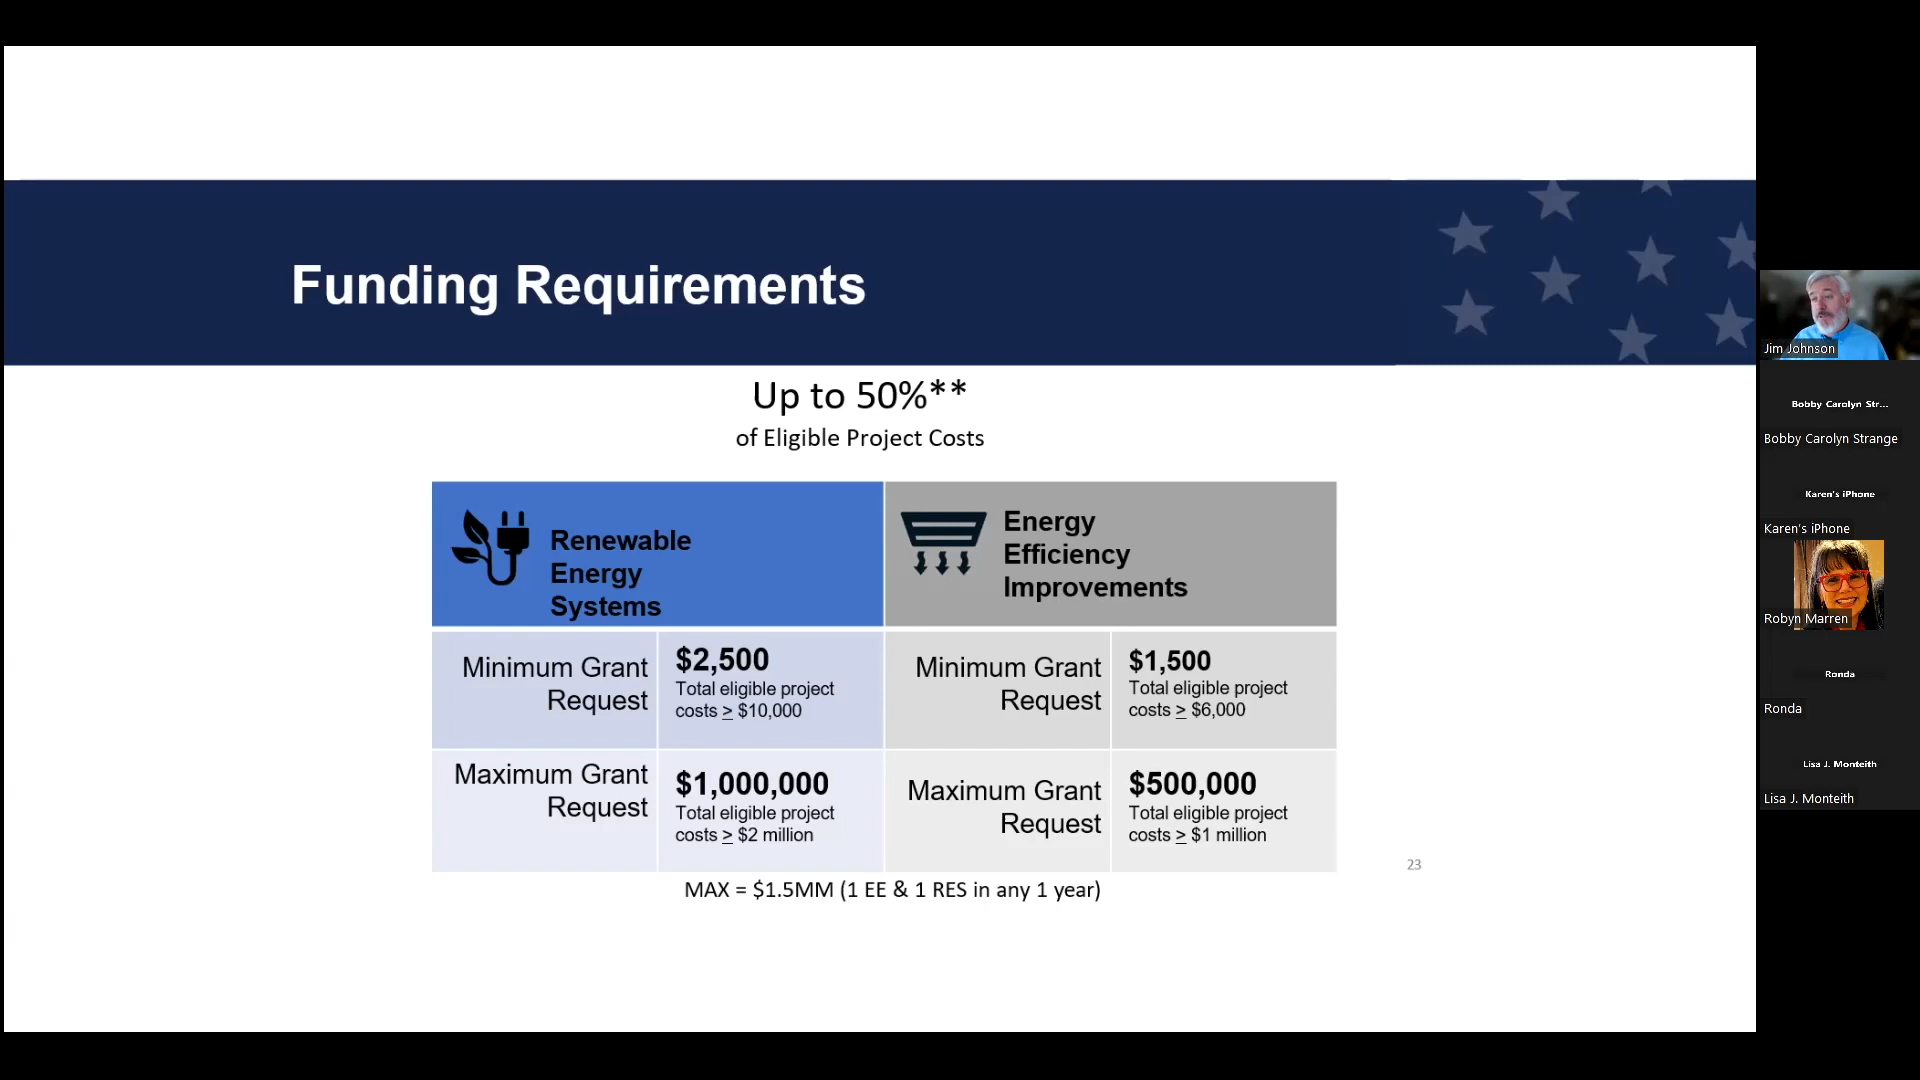 Funding Requirements
Up to 50%**
of Eligible Project Costs
Renewable
Energy
Systems
Energy
Efficiency
Improvements
Minimum Grant
Request
$2,500
Total eligible project
costs ≥ $10,000
Minimum Grant
Request
$1,500
Total eligible project
costs ≥ $6,000
Maximum Grant
Request
$1,000,000
Total eligible project
costs ≥ $2 million
Maximum Grant
Request
$500,000
Total eligible project
costs ≥ $1 million
MAX = $1.5MM (1 EE & 1 RES in any 1 year)
23
Jim Johnson
Bobby Carolyn Str...
Bobby Carolyn Strange
Karen's iPhone
Karen's iPhone
Robyn Marren
Ronda
Ronda
Lisa J. Monteith
Lisa J. Monteith